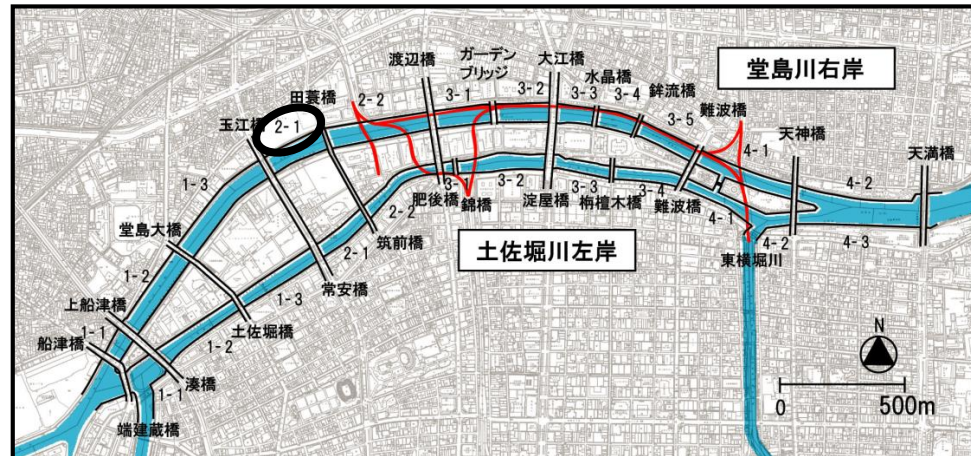 堂島川右岸
土佐堀川左岸
渡辺橋
ガーデン
ブリッジ
大江橋
水晶橋
鉾流橋
難波橋
天神橋
天満橋
田蓑橋
玉江橋
堂島大橋
上船津橋
船津橋
端建蔵橋
湊橋
土佐堀橋
常安橋
筑前橋
肥後橋
錦橋
淀屋橋
栴檀木橋
難波橋
東横堀川
1-1
1-2
1-3
2-1
2-2
3-1
3-2
3-3
3-4
3-5
4-1
4-2
1-1
1-2
1-3
2-1
2-2
3-1
3-2
3-3
3-4
4-1
4-2
4-3
N
0
500m